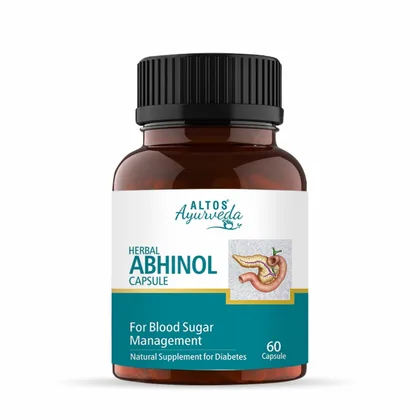 ALTOS®
Ayurveda
HERBAL
ABHINOL
CAPSULE
For Blood Sugar
Management
Natural Supplement for Diabetes
60
Capsule